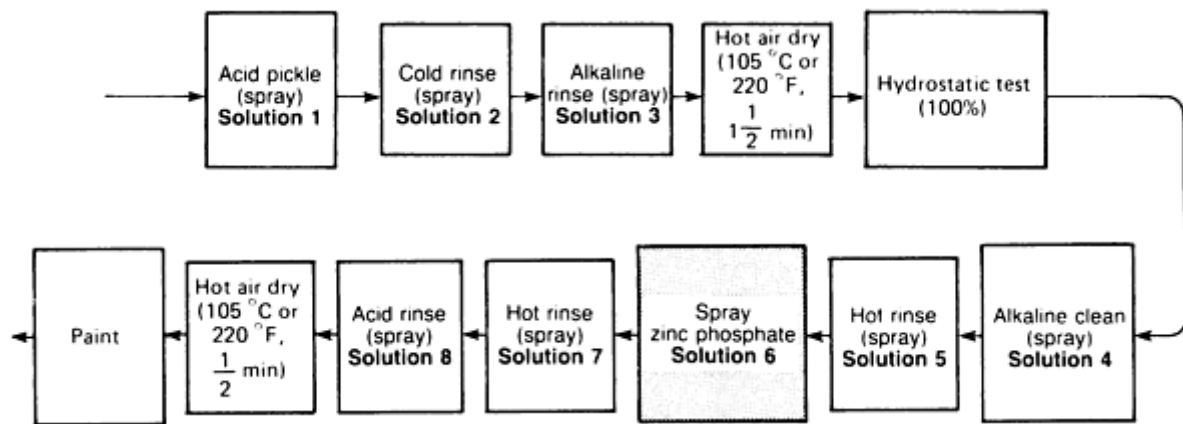 Acid pickle
(spray)
Solution 1
Cold rinse
(spray)
Solution 2
Alkaline
rinse (spray)
Solution 3
Hot air dry
(105 °C or
220 °F,
1 1/2 min)
Hydrostatic test
(100%)
Alkaline clean
(spray)
Solution 4
Hot rinse
(spray)
Solution 5
Spray
zinc phosphate
Solution 6
Hot rinse
(spray)
Solution 7
Acid rinse
(spray)
Solution 8
Hot air dry
(105 °C or
220 °F,
1/2 min)
Paint